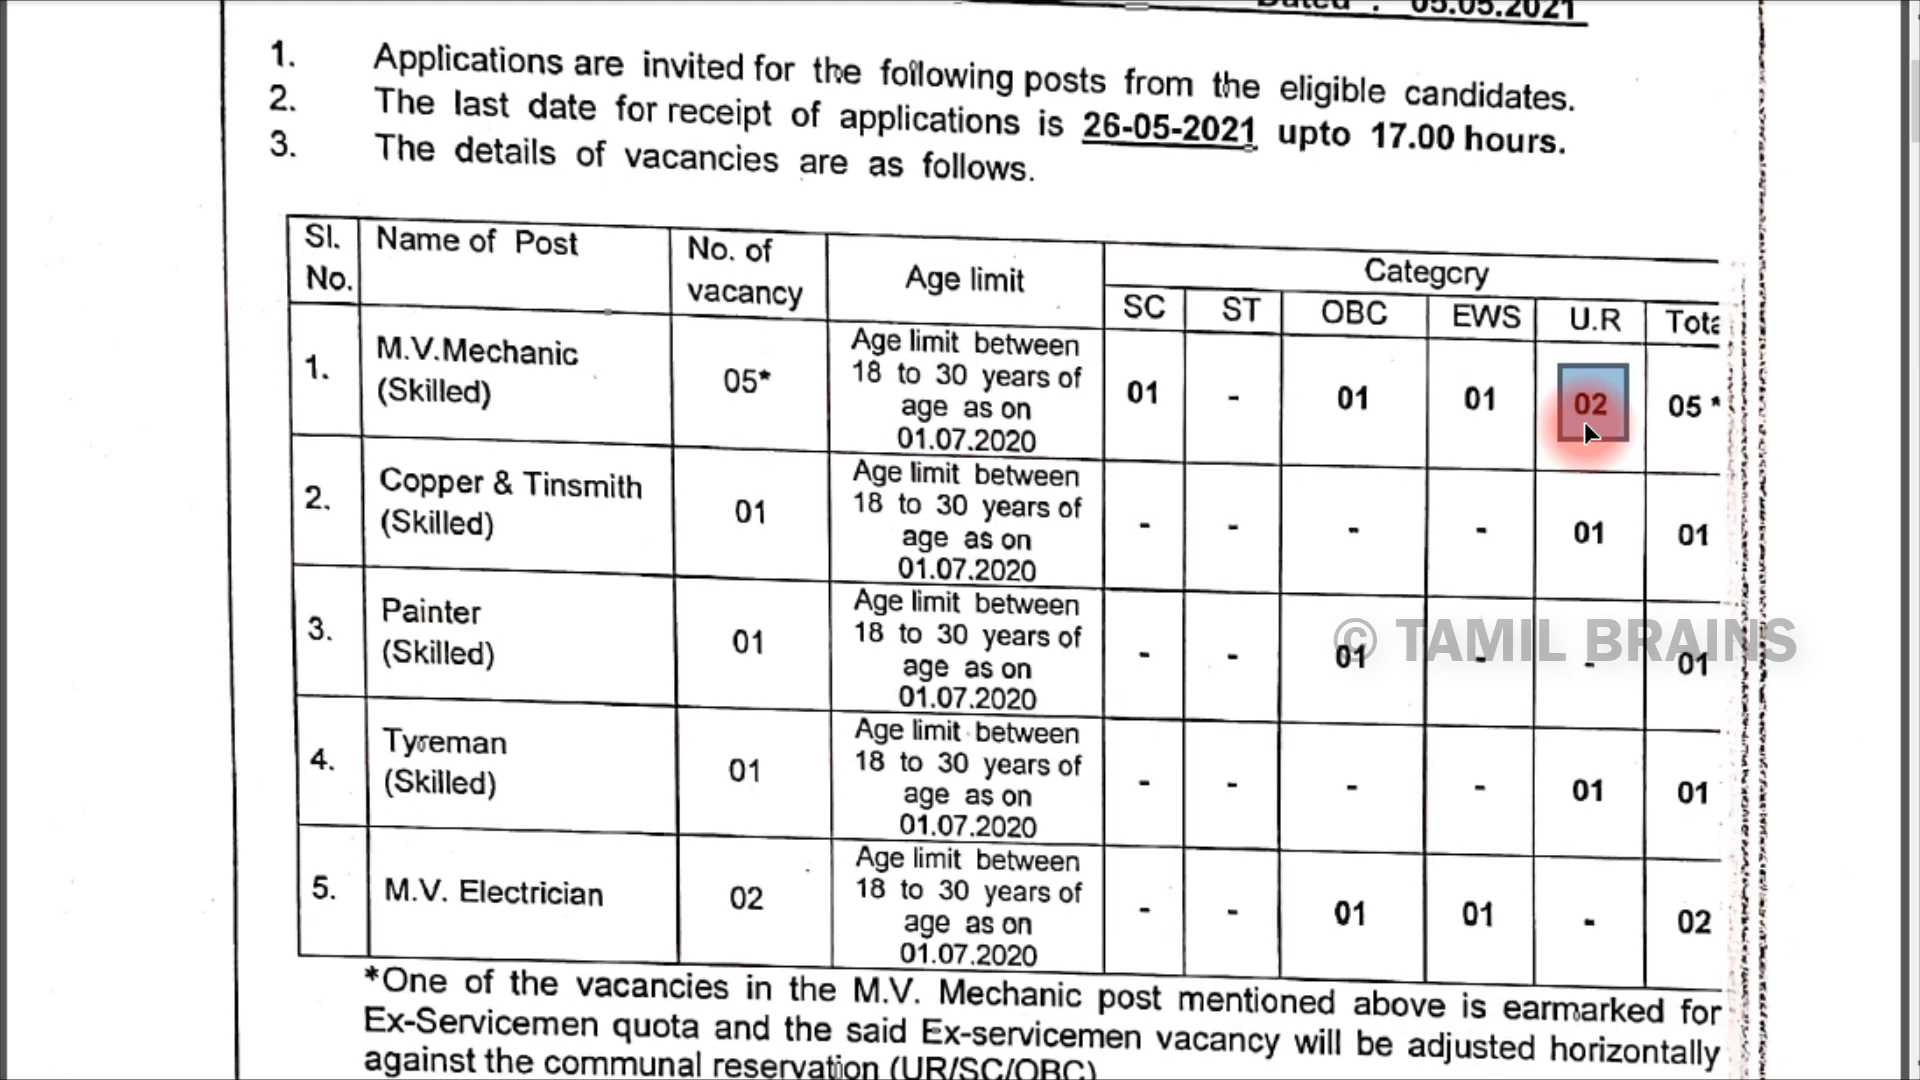 Dated : 05.05.2021
1. Applications are invited for the following posts from the eligible candidates.
2. The last date for receipt of applications is 26-05-2021 upto 17.00 hours.
3. The details of vacancies are as follows.
Sl. No. Name of Post No. of vacancy Age limit Category
SC ST OBC EWS U.R Tota
1. M.V.Mechanic (Skilled) 05* Age limit between 18 to 30 years of age as on 01.07.2020 01 - 01 01 02 05 *
2. Copper & Tinsmith (Skilled) 01 Age limit between 18 to 30 years of age as on 01.07.2020 - - - - 01 01
3. Painter (Skilled) 01 Age limit between 18 to 30 years of age as on 01.07.2020 - - 01 - - 01
© TAMIL BRAINS
4. Tyreman (Skilled) 01 Age limit between 18 to 30 years of age as on 01.07.2020 - - - - 01 01
5. M.V. Electrician 02 Age limit between 18 to 30 years of age as on 01.07.2020 - - 01 01 - 02
*One of the vacancies in the M.V. Mechanic post mentioned above is earmarked for
Ex-Servicemen quota and the said Ex-servicemen vacancy will be adjusted horizontally
against the communal reservation (UR/SC/OBC)